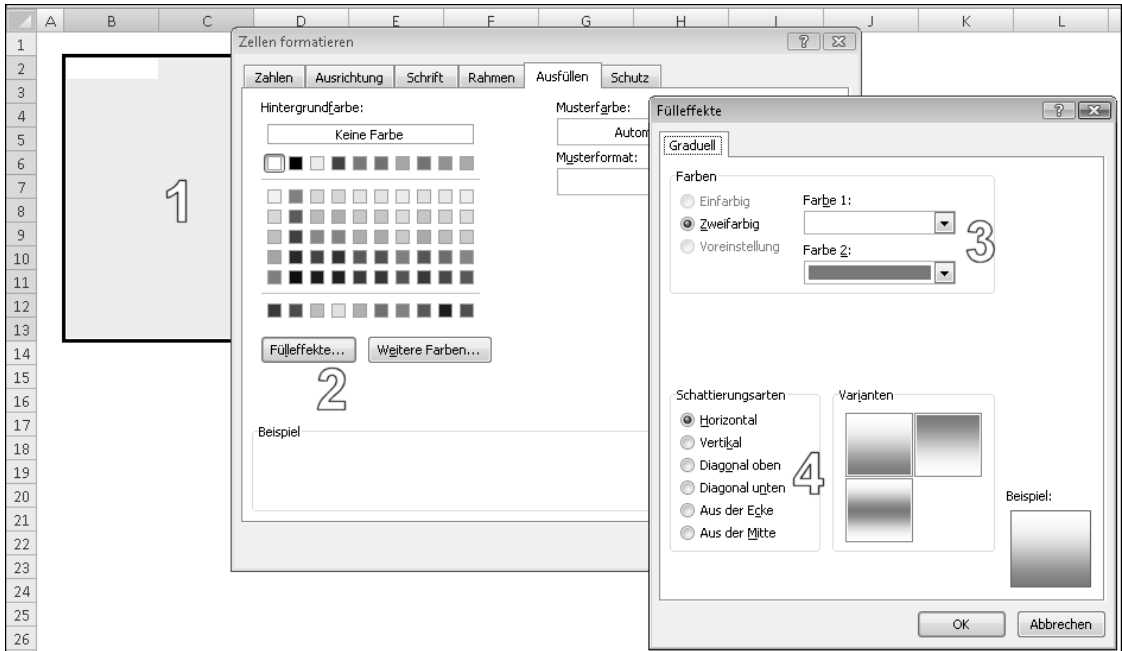 A B C D E F G H I J K L
1
2
3
4
5
6
7
8
9
10
11
12
13
14
15
16
17
18
19
20
21
22
23
24
25
26
1
Zellen formatieren
Zahlen Ausrichtung Schrift Rahmen Ausfüllen Schutz
Hintergrundfarbe:
Keine Farbe
Musterfarbe:
Autom
Musterformat:
Fülleffekte... Weitere Farben...
2
Beispiel
Fülleffekte
Graduell
Farben
Einfarbig
Zweifarbig
Voreinstellung
Farbe 1:
Farbe 2:
3
Schattierungsarten
Horizontal
Vertikal
Diagonal oben
Diagonal unten
Aus der Ecke
Aus der Mitte
4
Varianten
Beispiel:
OK Abbrechen